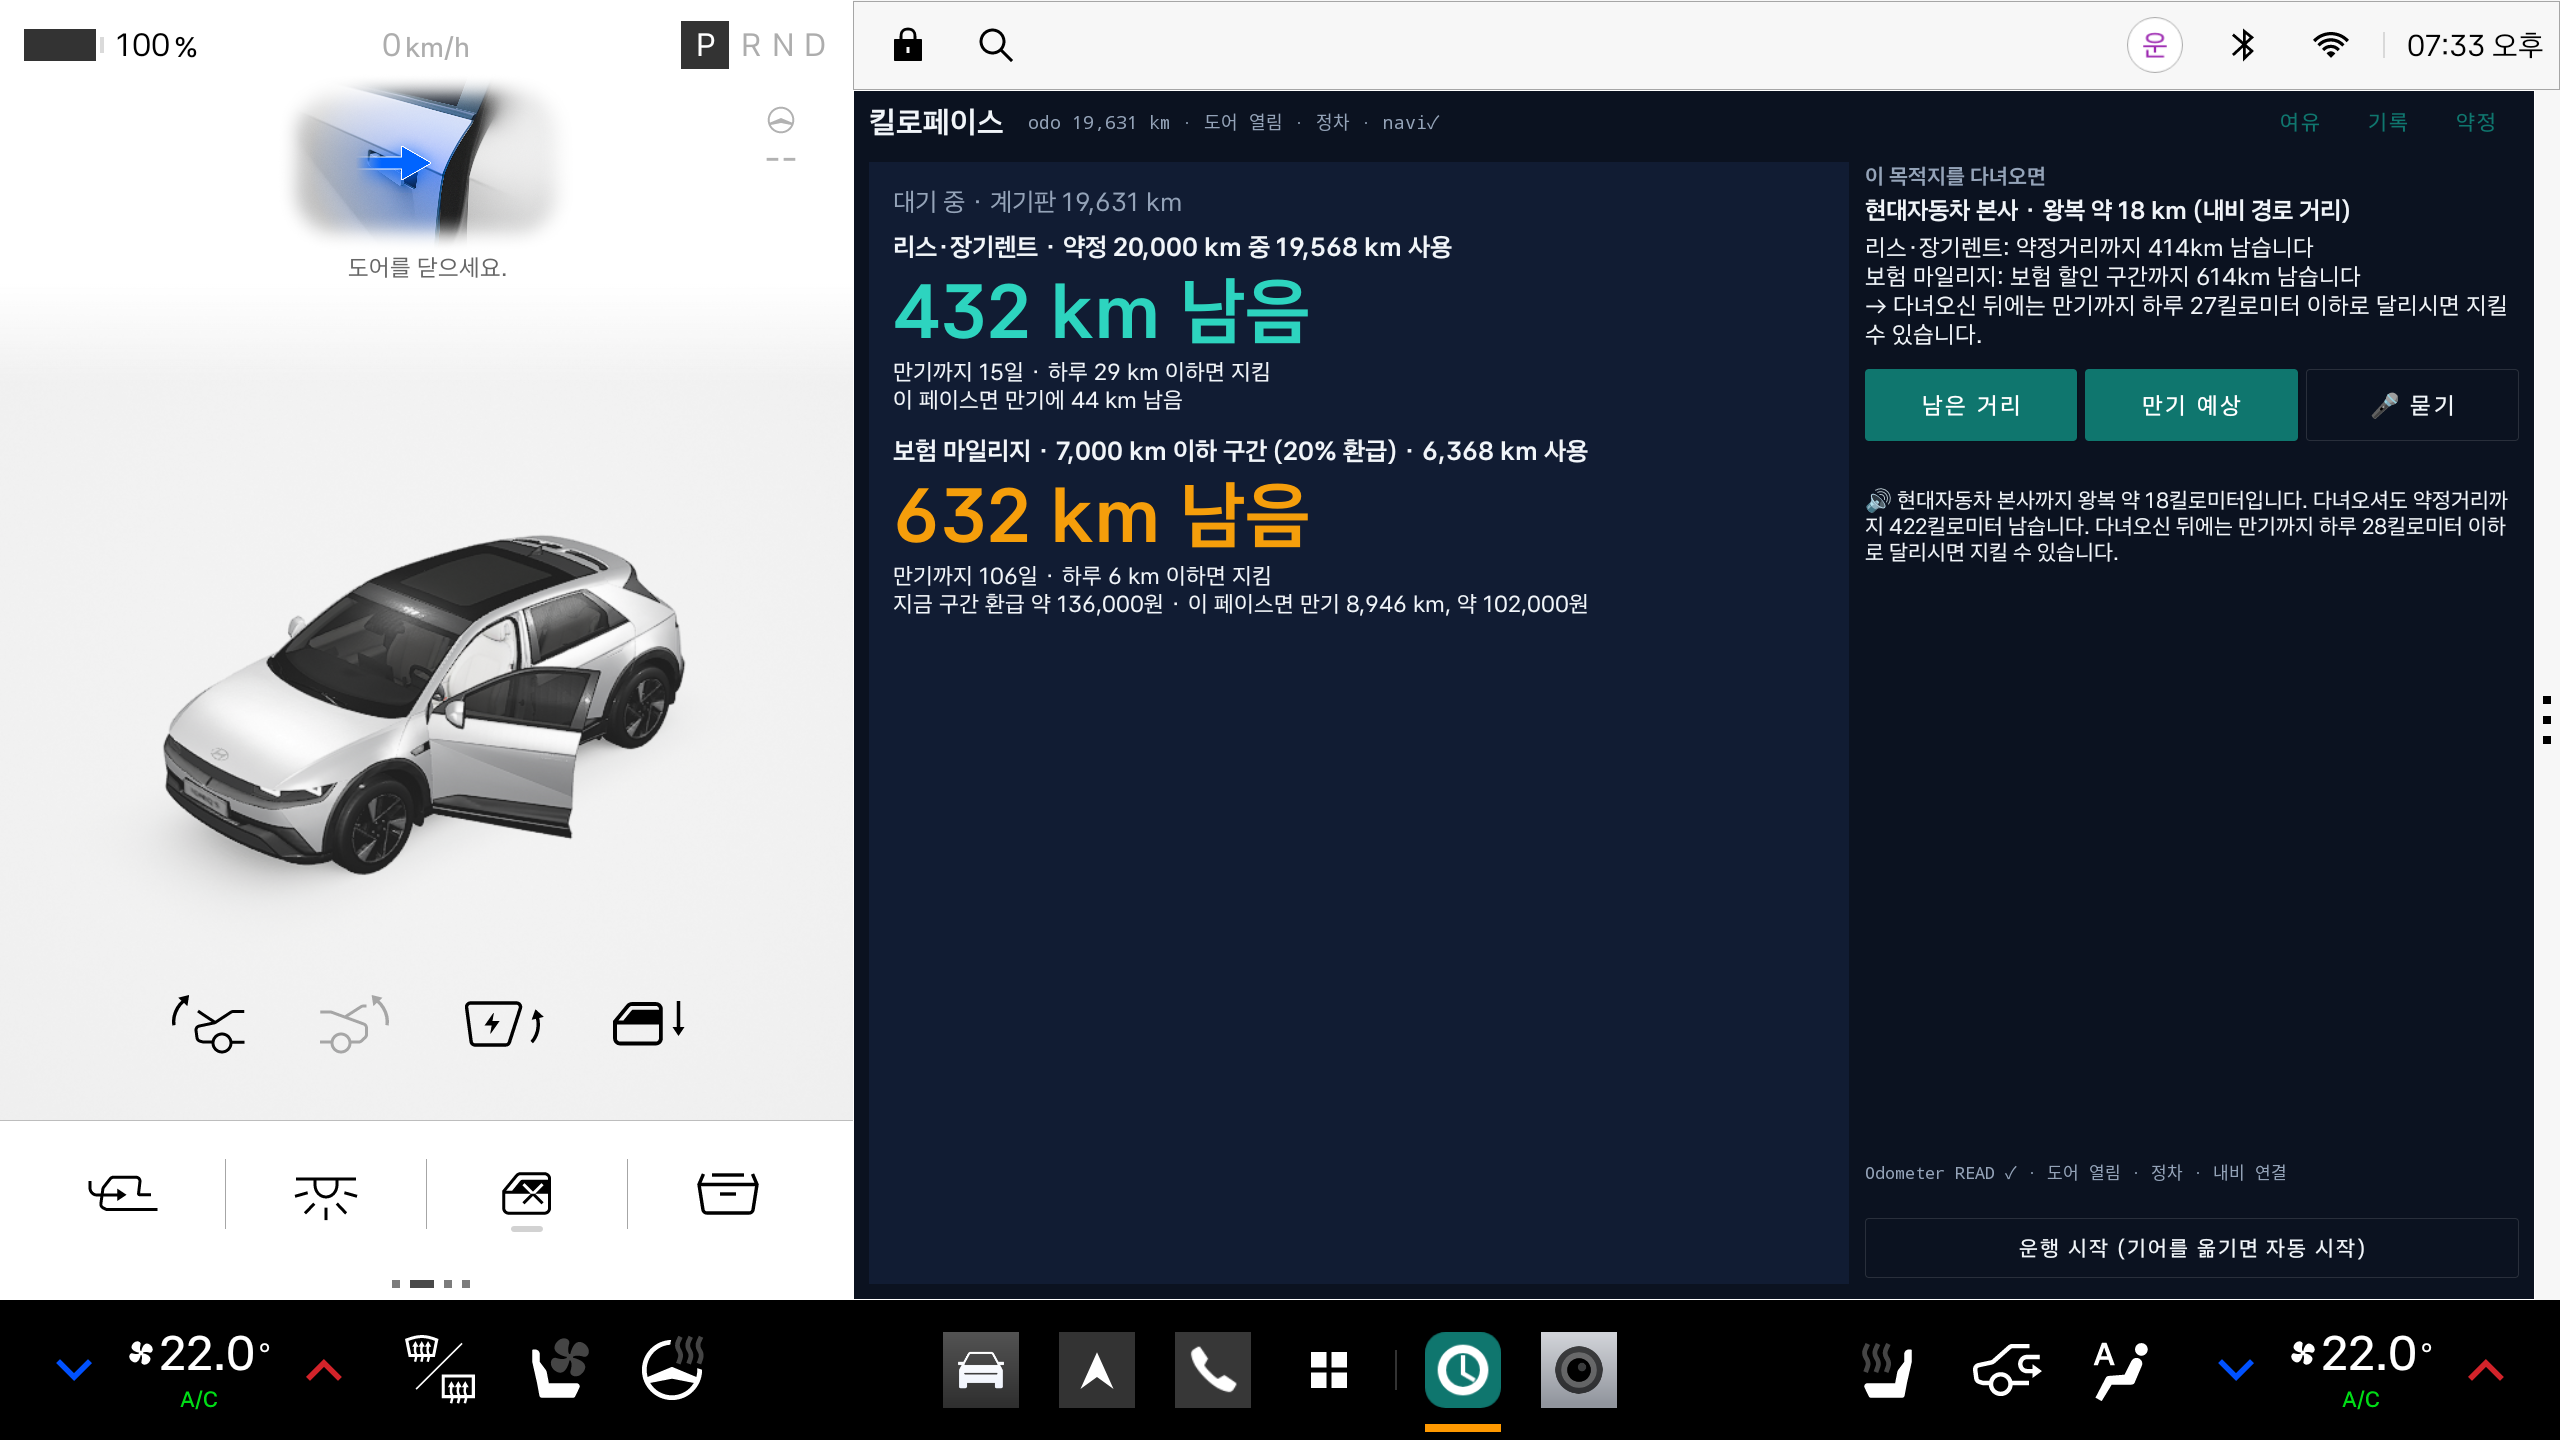 100 %
0 km/h
P R N D
도어를 닫으세요.
운
07:33 오후
킬로페이스
odo 19,631 km · 도어 열림 · 정차 · navi✓
여유 기록 약정
대기 중 · 계기판 19,631 km
리스·장기렌트 · 약정 20,000 km 중 19,568 km 사용
432 km 남음
만기까지 15일 · 하루 29 km 이하면 지킴
이 페이스면 만기에 44 km 남음
보험 마일리지 · 7,000 km 이하 구간 (20% 환급) · 6,368 km 사용
632 km 남음
만기까지 106일 · 하루 6 km 이하면 지킴
지금 구간 환급 약 136,000원 · 이 페이스면 만기 8,946 km, 약 102,000원
이 목적지를 다녀오면
현대자동차 본사 · 왕복 약 18 km (내비 경로 거리)
리스·장기렌트: 약정거리까지 414km 남습니다
보험 마일리지: 보험 할인 구간까지 614km 남습니다
→ 다녀오신 뒤에는 만기까지 하루 27킬로미터 이하로 달리시면 지킬
수 있습니다.
남은 거리
만기 예상
🎤 묻기
🔊 현대자동차 본사까지 왕복 약 18킬로미터입니다. 다녀오셔도 약정거리까
지 422킬로미터 남습니다. 다녀오신 뒤에는 만기까지 하루 28킬로미터 이하
로 달리시면 지킬 수 있습니다.
Odometer READ ✓ · 도어 열림 · 정차 · 내비 연결
운행 시작 (기어를 옮기면 자동 시작)
22.0°
A/C
A
22.0°
A/C